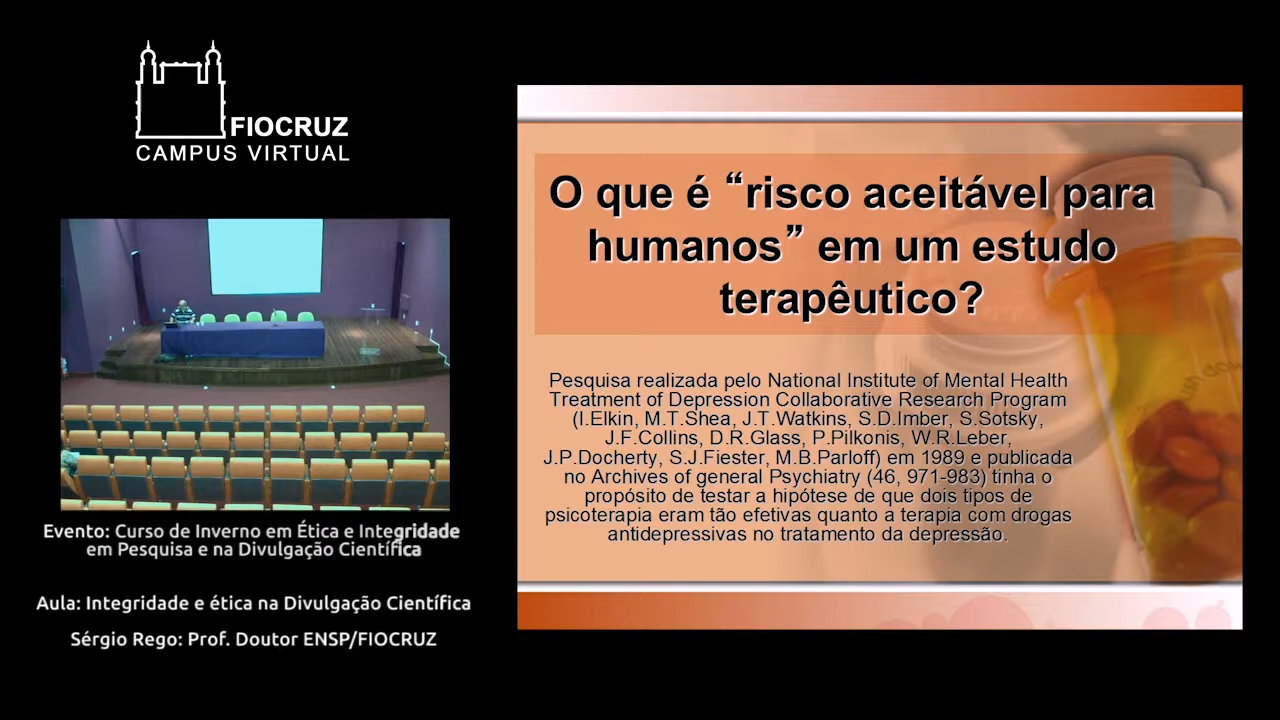 FIOCRUZ
CAMPUS VIRTUAL
Evento: Curso de Inverno em Ética e Integridade
em Pesquisa e na Divulgação Científica
Aula: Integridade e ética na Divulgação Científica
Sérgio Rego: Prof. Doutor ENSP/FIOCRUZ
O que é “risco aceitável para
humanos” em um estudo
terapêutico?
Pesquisa realizada pelo National Institute of Mental Health
Treatment of Depression Collaborative Research Program
(I.Elkin, M.T.Shea, J.T.Watkins, S.D.Imber, S.Sotsky,
J.F.Collins, D.R.Glass, P.Pilkonis, W.R.Leber,
J.P.Docherty, S.J.Fiester, M.B.Parloff) em 1989 e publicada
no Archives of general Psychiatry (46, 971-983) tinha o
propósito de testar a hipótese de que dois tipos de
psicoterapia eram tão efetivas quanto a terapia com drogas
antidepressivas no tratamento da depressão.